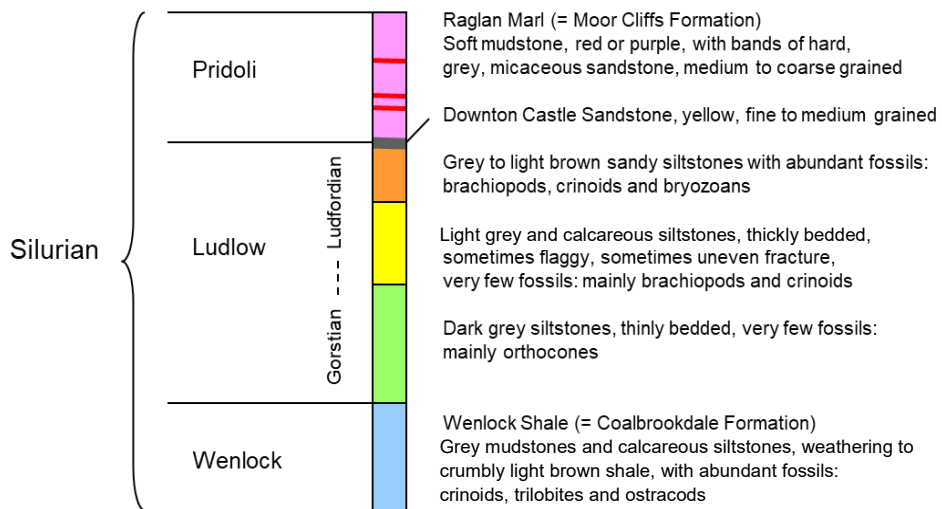 Raglan Marl (= Moor Cliffs Formation)
Soft mudstone, red or purple, with bands of hard,
grey, micaceous sandstone, medium to coarse grained
Pridoli
Downton Castle Sandstone, yellow, fine to medium grained
Grey to light brown sandy siltstones with abundant fossils:
brachiopods, crinoids and bryozoans
Silurian
Ludlow
Gorstian ---- Ludfordian
Light grey and calcareous siltstones, thickly bedded,
sometimes flaggy, sometimes uneven fracture,
very few fossils: mainly brachiopods and crinoids
Dark grey siltstones, thinly bedded, very few fossils:
mainly orthocones
Wenlock
Wenlock Shale (= Coalbrookdale Formation)
Grey mudstones and calcareous siltstones, weathering to
crumbly light brown shale, with abundant fossils:
crinoids, trilobites and ostracods